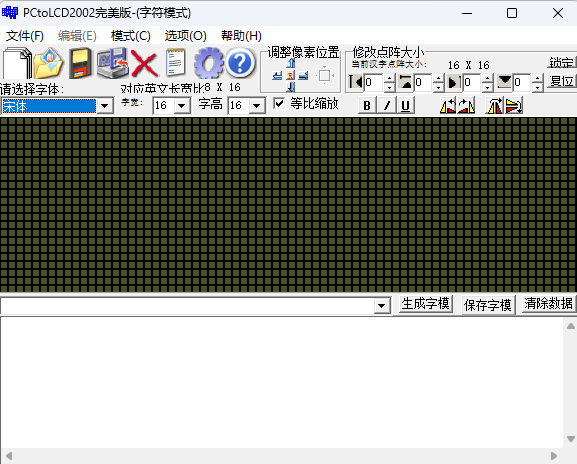 PCtoLCD2002完美版-(字符模式)
文件(F) 编辑(E) 模式(C) 选项(O) 帮助(H)
调整像素位置 修改点阵大小
当前汉字点阵大小: 16 X 16 锁定
0 0 0 0 复位
请选择字体: 对应英文长宽比8 X 16
宋体 字宽: 16 字高 16 等比缩放 B I U
生成字模 保存字模 清除数据